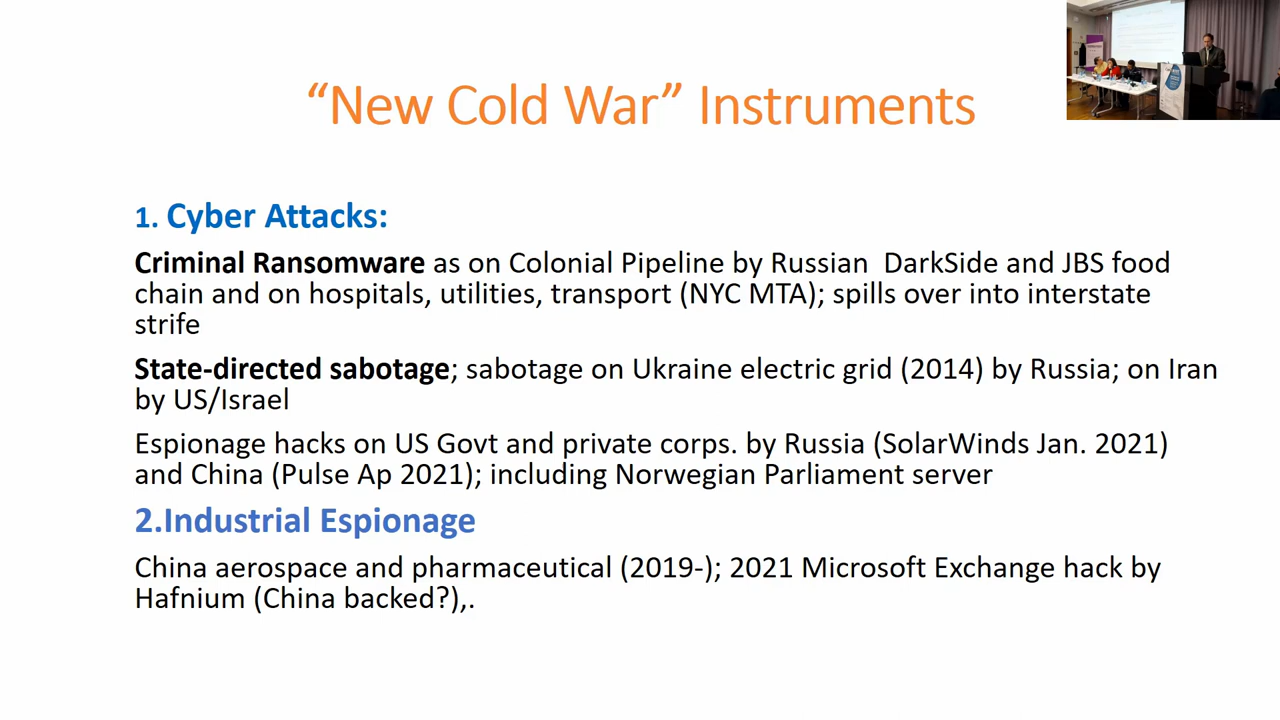 “New Cold War” Instruments
1. Cyber Attacks:
Criminal Ransomware as on Colonial Pipeline by Russian  DarkSide and JBS food
chain and on hospitals, utilities, transport (NYC MTA); spills over into interstate
strife
State-directed sabotage; sabotage on Ukraine electric grid (2014) by Russia; on Iran
by US/Israel
Espionage hacks on US Govt and private corps. by Russia (SolarWinds Jan. 2021)
and China (Pulse Ap 2021); including Norwegian Parliament server
2.Industrial Espionage
China aerospace and pharmaceutical (2019-); 2021 Microsoft Exchange hack by
Hafnium (China backed?),.